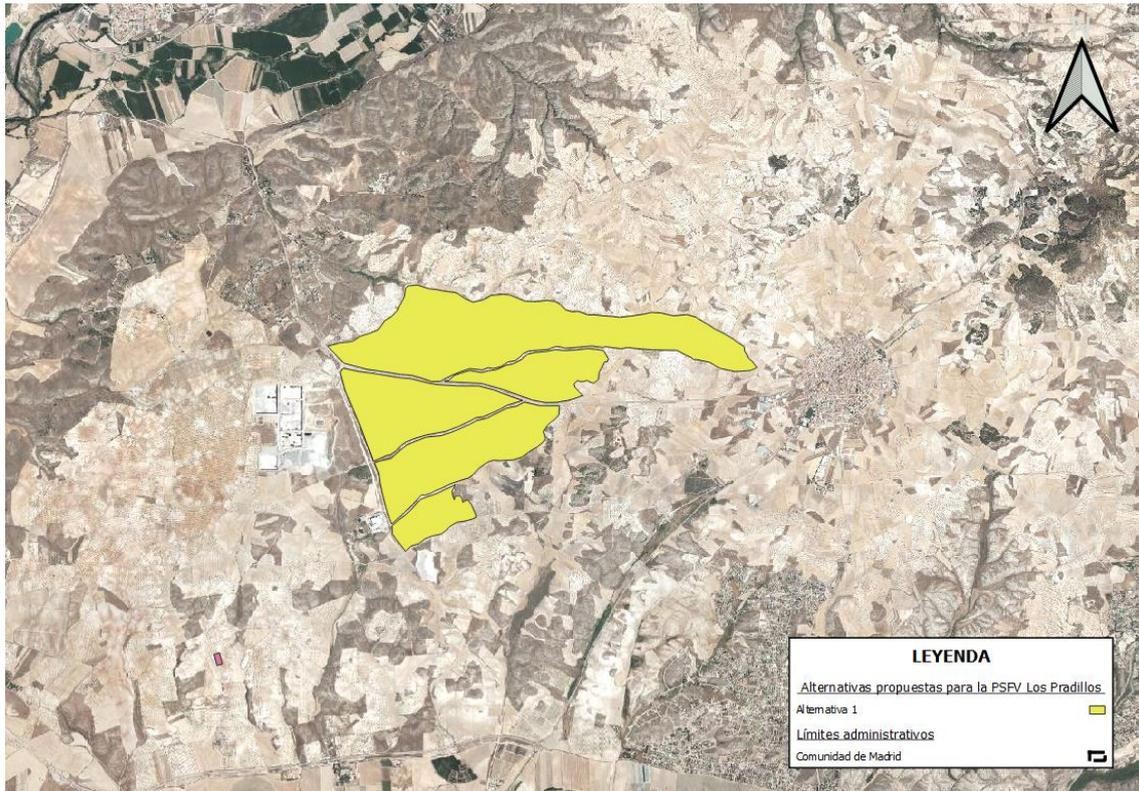 LEYENDA
Alternativas propuestas para la PSFV Los Pradillos
Alternativa 1
Límites administrativos
Comunidad de Madrid